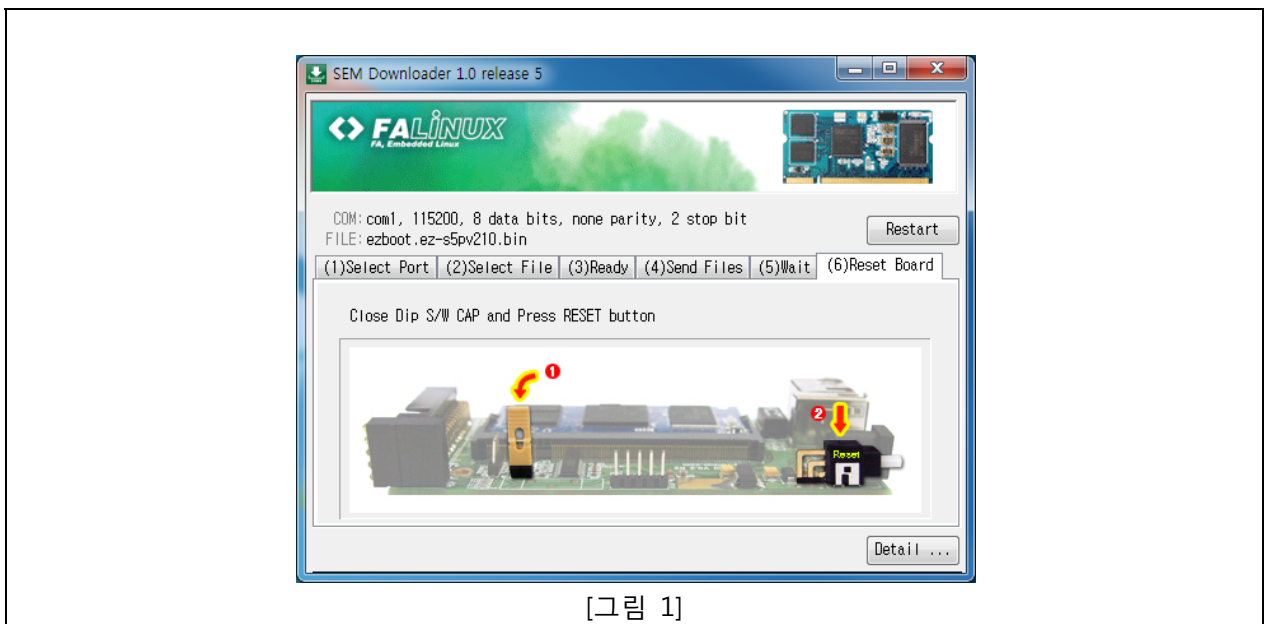 SEM Downloader 1.0 release 5
FALINUX
FA, Embedded Linux
COM: com1, 115200, 8 data bits, none parity, 2 stop bit
FILE: ezboot.ez-s5pv210.bin
Restart
(1)Select Port (2)Select File (3)Ready (4)Send Files (5)Wait (6)Reset Board
Close Dip S/W CAP and Press RESET button
1
2
Reset
Detail ...
[그림 1]